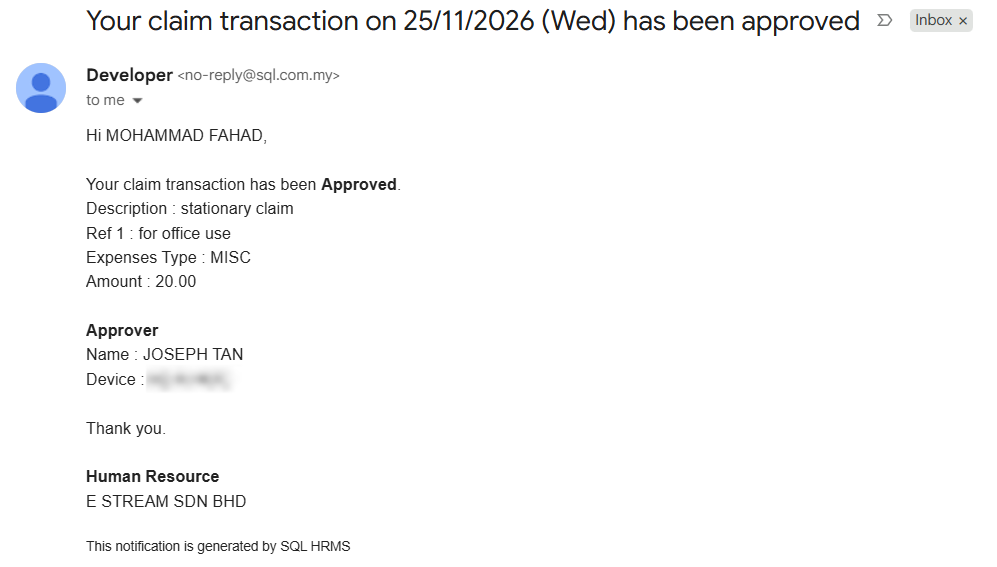 Your claim transaction on 25/11/2026 (Wed) has been approved
Inbox ×
Developer <no-reply@sql.com.my>
to me
Hi MOHAMMAD FAHAD,
Your claim transaction has been Approved.
Description : stationary claim
Ref 1 : for office use
Expenses Type : MISC
Amount : 20.00
Approver
Name : JOSEPH TAN
Device :
Thank you.
Human Resource
E STREAM SDN BHD
This notification is generated by SQL HRMS